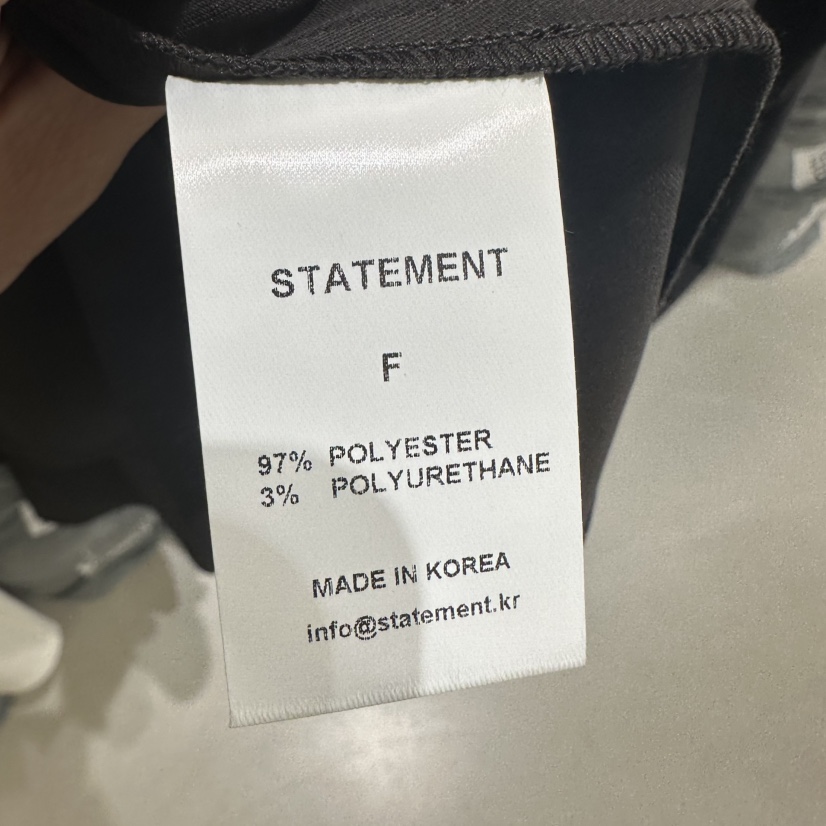 STATEMENT
F
97% POLYESTER
3% POLYURETHANE
MADE IN KOREA
info@statement.kr